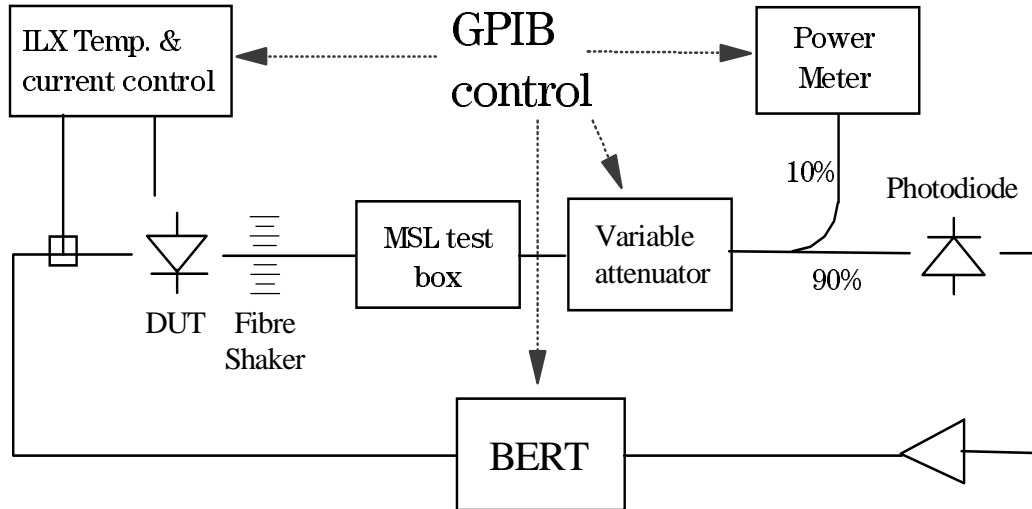 ILX Temp. &
current control
GPIB
control
Power
Meter
10%
Photodiode
MSL test
box
Variable
attenuator
90%
DUT
Fibre
Shaker
BERT